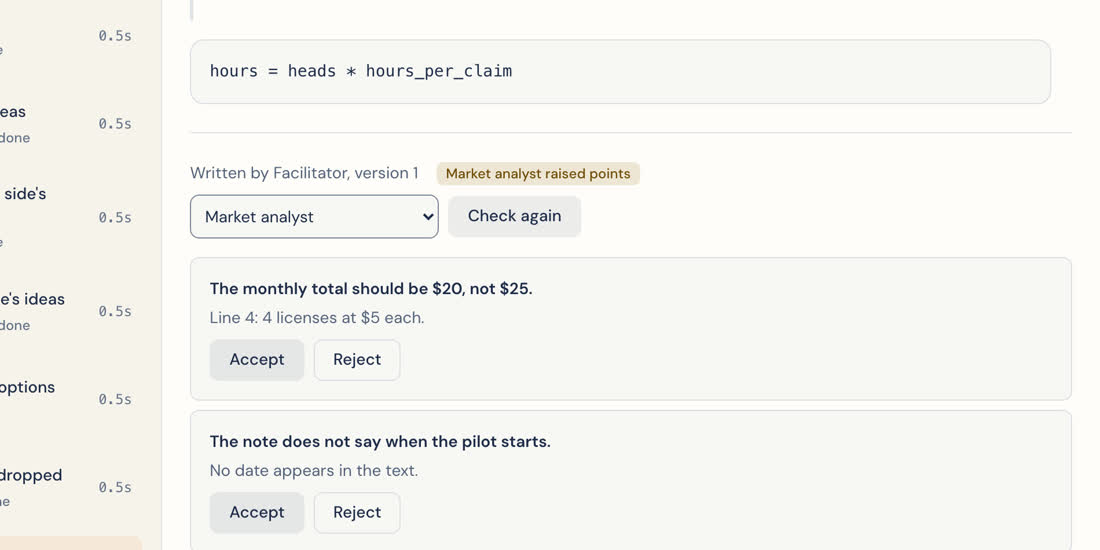 0.5s
e
eas
0.5s
done
side's
0.5s
e
e's ideas
0.5s
done
options
0.5s
dropped
0.5s
ne
hours = heads * hours_per_claim
Written by Facilitator, version 1
Market analyst raised points
Market analyst
Check again
The monthly total should be $20, not $25.
Line 4: 4 licenses at $5 each.
Accept
Reject
The note does not say when the pilot starts.
No date appears in the text.
Accept
Reject